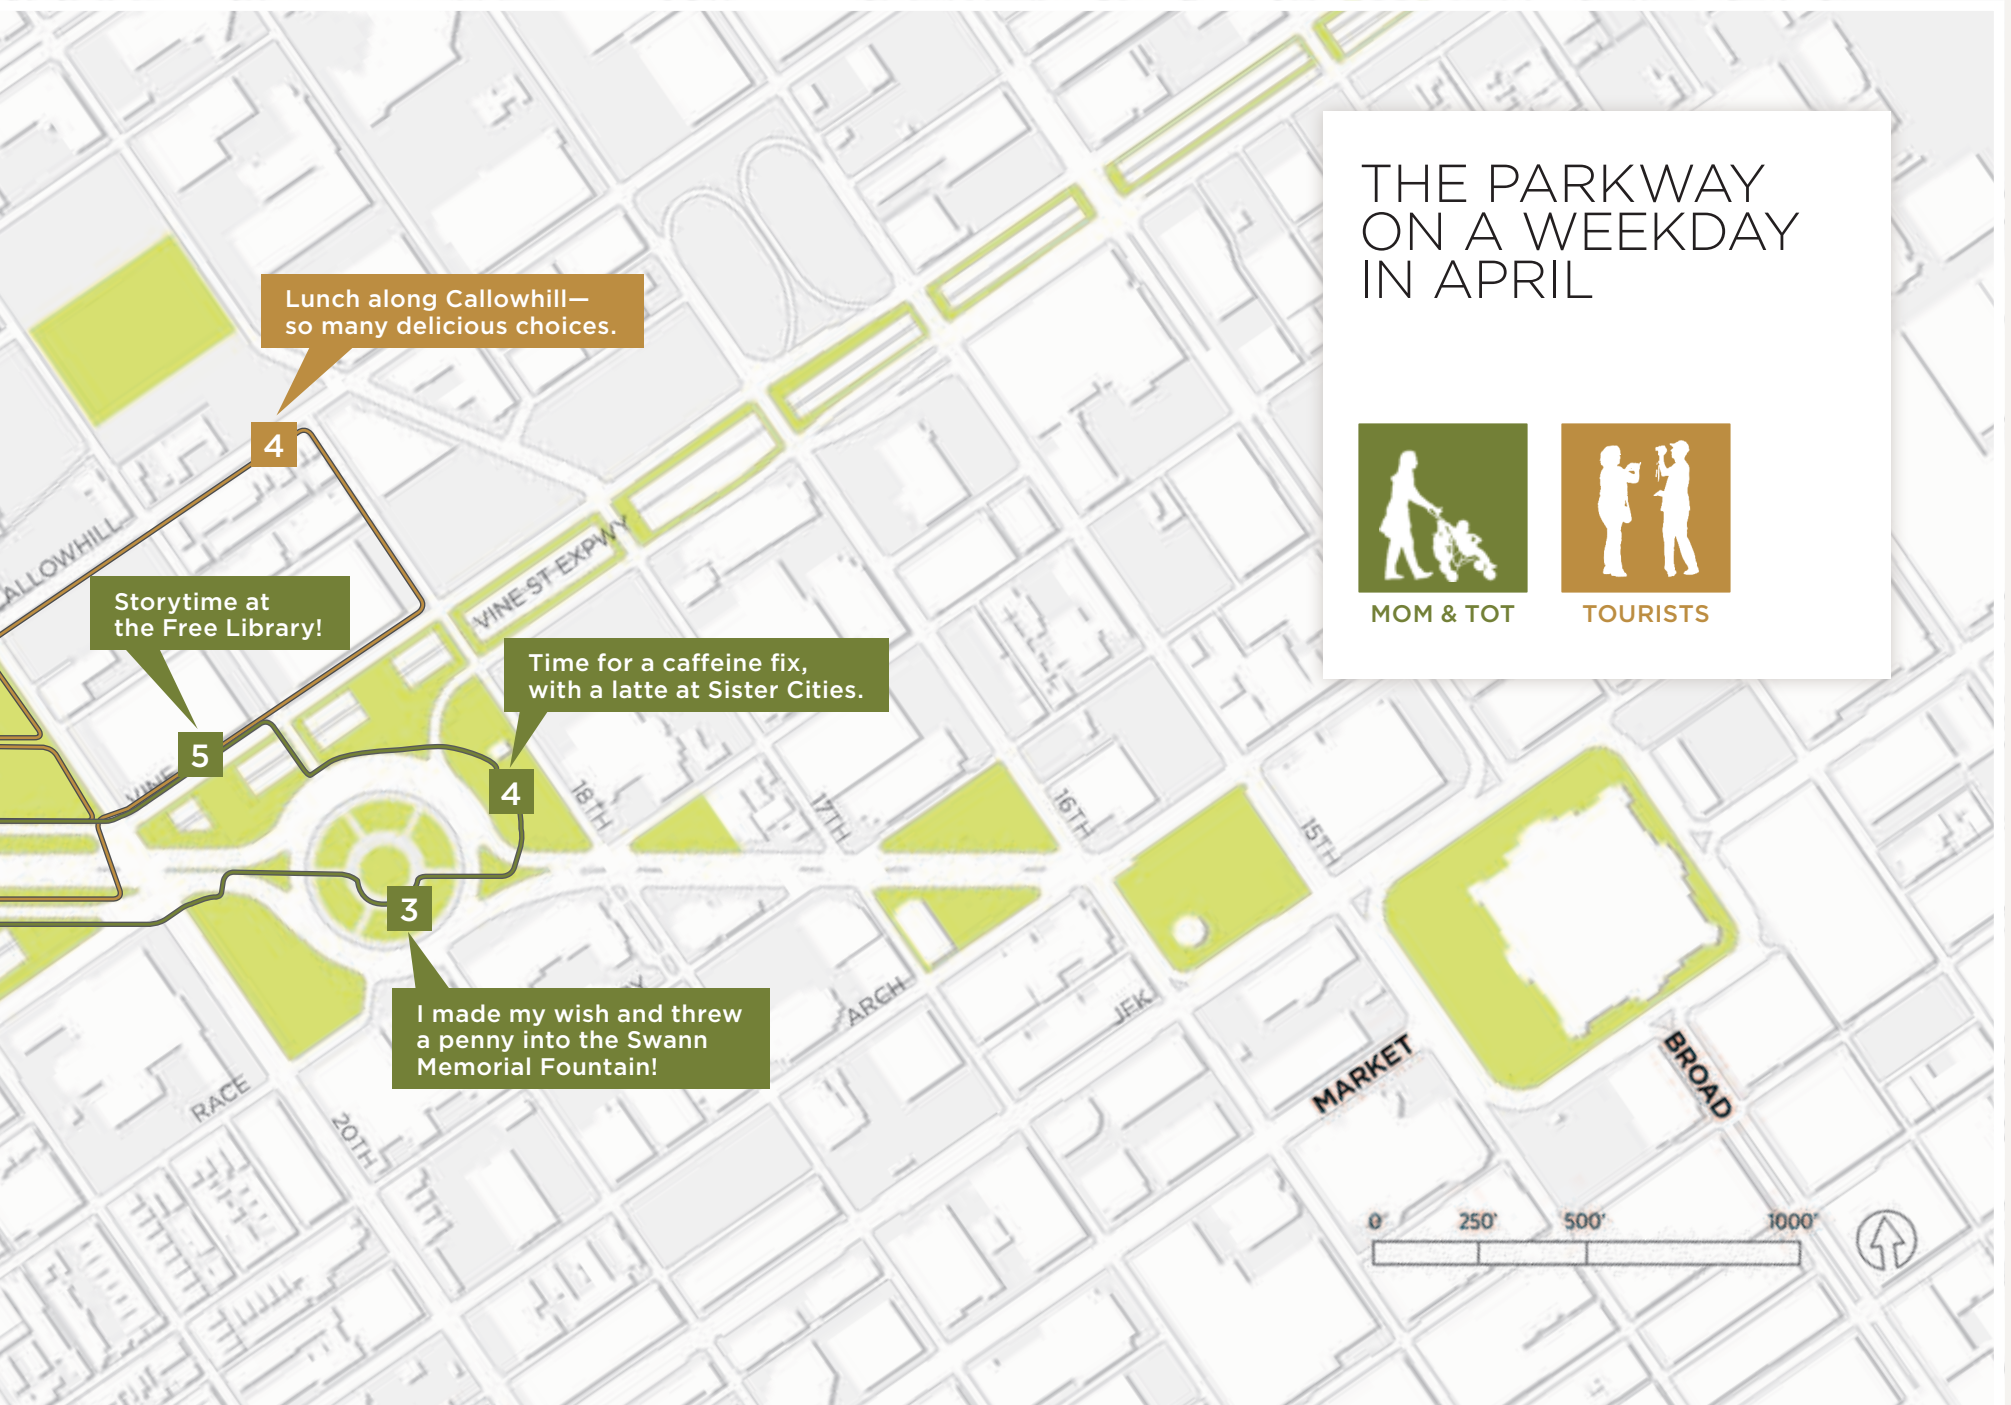 THE PARKWAY
ON A WEEKDAY
IN APRIL
MOM & TOT
TOURISTS
Lunch along Callowhill—
so many delicious choices.
4
CALLOWHILL
VINE ST EXPWY
Storytime at
the Free Library!
5
VINE
Time for a caffeine fix,
with a latte at Sister Cities.
4
18TH
17TH
16TH
15TH
3
I made my wish and threw
a penny into the Swann
Memorial Fountain!
ARCH
JFK
MARKET
BROAD
RACE
20TH
0' 250' 500' 1000'